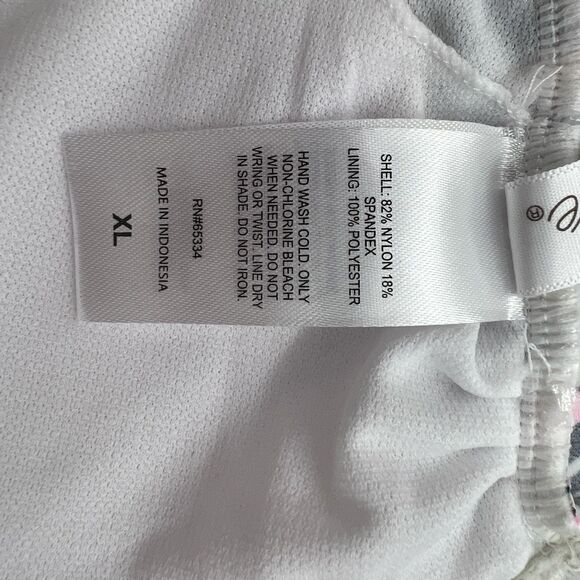 SHELL: 82% NYLON 18%
SPANDEX
LINING: 100% POLYESTER
HAND WASH COLD. ONLY
NON-CHLORINE BLEACH
WHEN NEEDED. DO NOT
WRING OR TWIST. LINE DRY
IN SHADE. DO NOT IRON.
RN#65334
MADE IN INDONESIA
XL
®